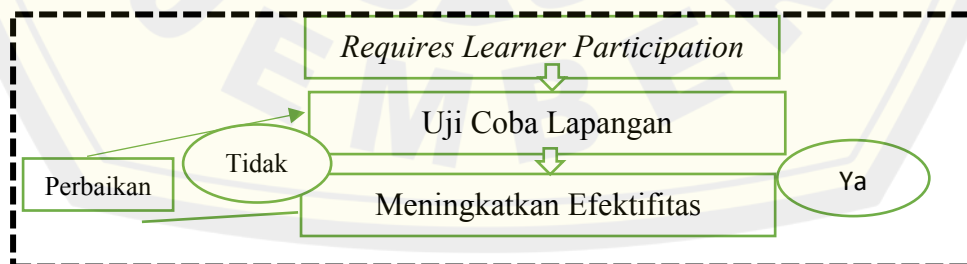 Requires Learner Participation
Uji Coba Lapangan
Tidak
Perbaikan
Ya
Meningkatkan Efektifitas